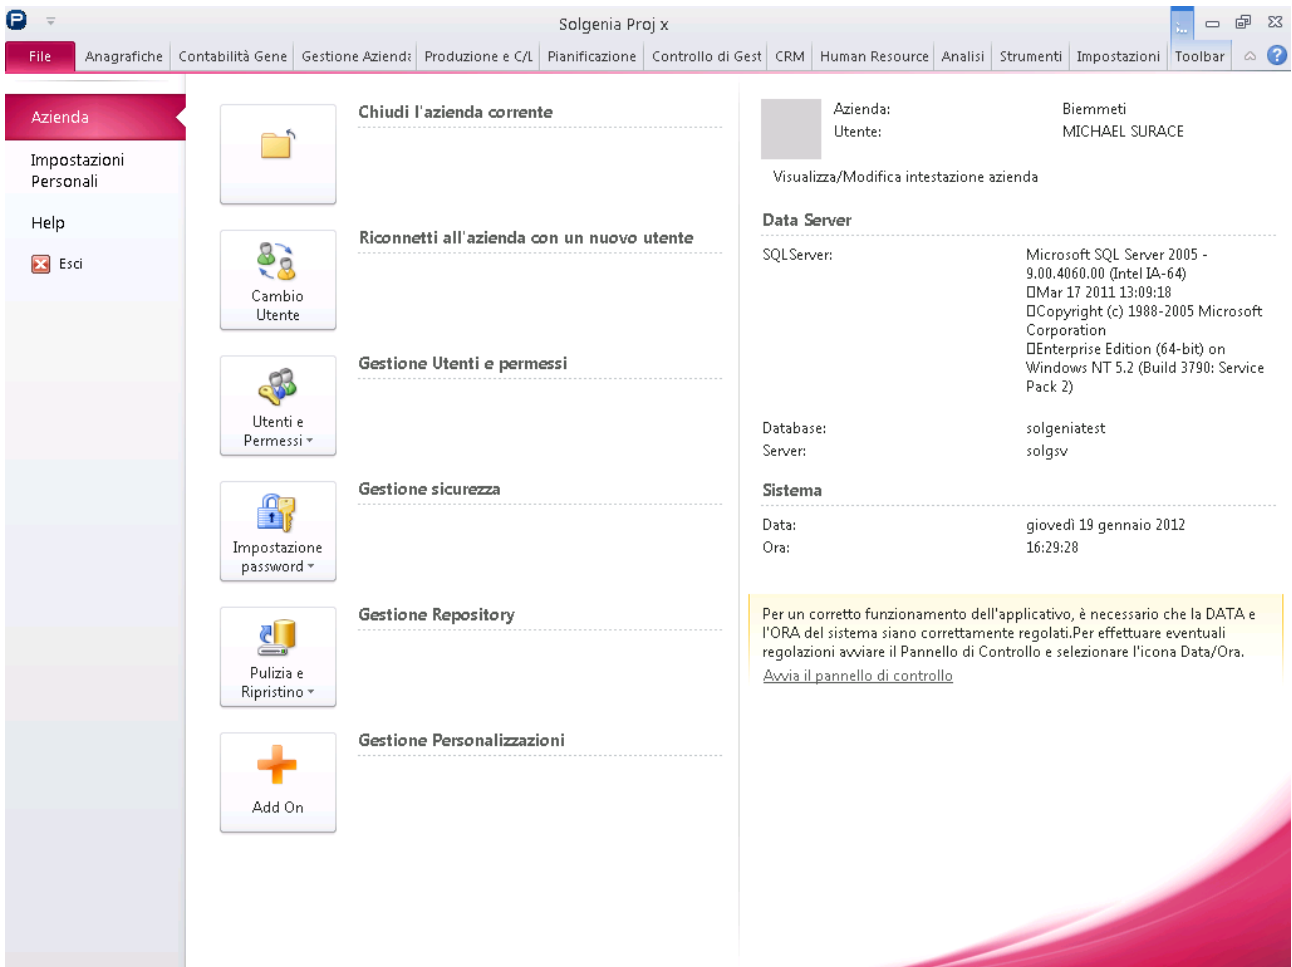 Solgenia Proj x
File
Anagrafiche
Contabilità Gene
Gestione Azienda
Produzione e C/L
Pianificazione
Controllo di Gest
CRM
Human Resource
Analisi
Strumenti
Impostazioni
Toolbar
Azienda
Impostazioni
Personali
Help
Esci
Chiudi l'azienda corrente
Riconnetti all'azienda con un nuovo utente
Cambio
Utente
Gestione Utenti e permessi
Utenti e
Permessi
Gestione sicurezza
Impostazione
password
Gestione Repository
Pulizia e
Ripristino
Gestione Personalizzazioni
Add On
Azienda: Biemmeti
Utente: MICHAEL SURACE
Visualizza/Modifica intestazione azienda
Data Server
SQLServer: Microsoft SQL Server 2005 -
9.00.4060.00 (Intel IA-
64)
Mar 17 2011 13:09:18
Copyright (c) 1988-2005 Microsoft
Corporation
Enterprise Edition (64-bit) on
Windows NT 5.2 (Build 3790: Service
Pack 2)
Database: solgeniatest
Server: solgsv
Sistema
Data: giovedì 19 gennaio 2012
Ora: 16:29:28
Per un corretto funzionamento dell'applicativo, è necessario che la DATA e
l'ORA del sistema siano correttamente regolati.Per effettuare eventuali
regolazioni avviare il Pannello di Controllo e selezionare l'icona Data/Ora.
Avvia il pannello di controllo